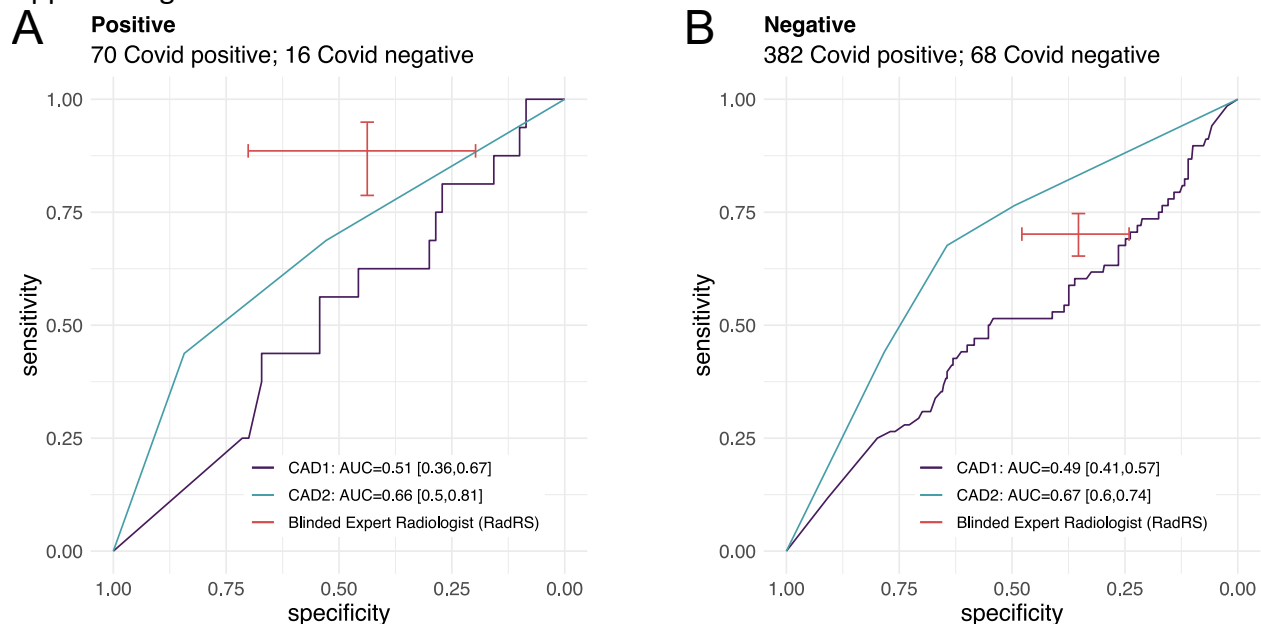 A
Positive
70 Covid positive; 16 Covid negative
1.00
0.75
0.50
0.25
0.00
sensitivity
CAD1: AUC=0.51 [0.36,0.67]
CAD2: AUC=0.66 [0.5,0.81]
Blinded Expert Radiologist (RadRS)
1.00 0.75 0.50 0.25 0.00
specificity
B
Negative
382 Covid positive; 68 Covid negative
1.00
0.75
0.50
0.25
0.00
sensitivity
CAD1: AUC=0.49 [0.41,0.57]
CAD2: AUC=0.67 [0.6,0.74]
Blinded Expert Radiologist (RadRS)
1.00 0.75 0.50 0.25 0.00
specificity